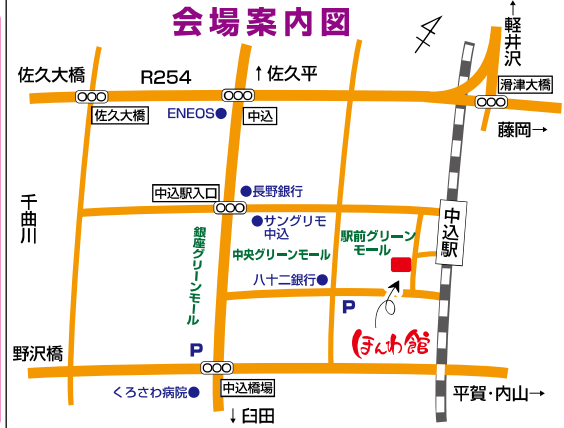 会場案内図
↑
軽井沢
佐久大橋
R254
↑佐久平
滑津大橋
佐久大橋
ENEOS
中込
藤岡→
中込駅入口
長野銀行
千曲川
サングリモ
中込
中込駅
銀座グリーンモール
中央グリーンモール
駅前グリーン
モール
八十二銀行
P
ほんわ館
野沢橋
P
くろさわ病院
中込橋場
平賀・内山→
↓臼田